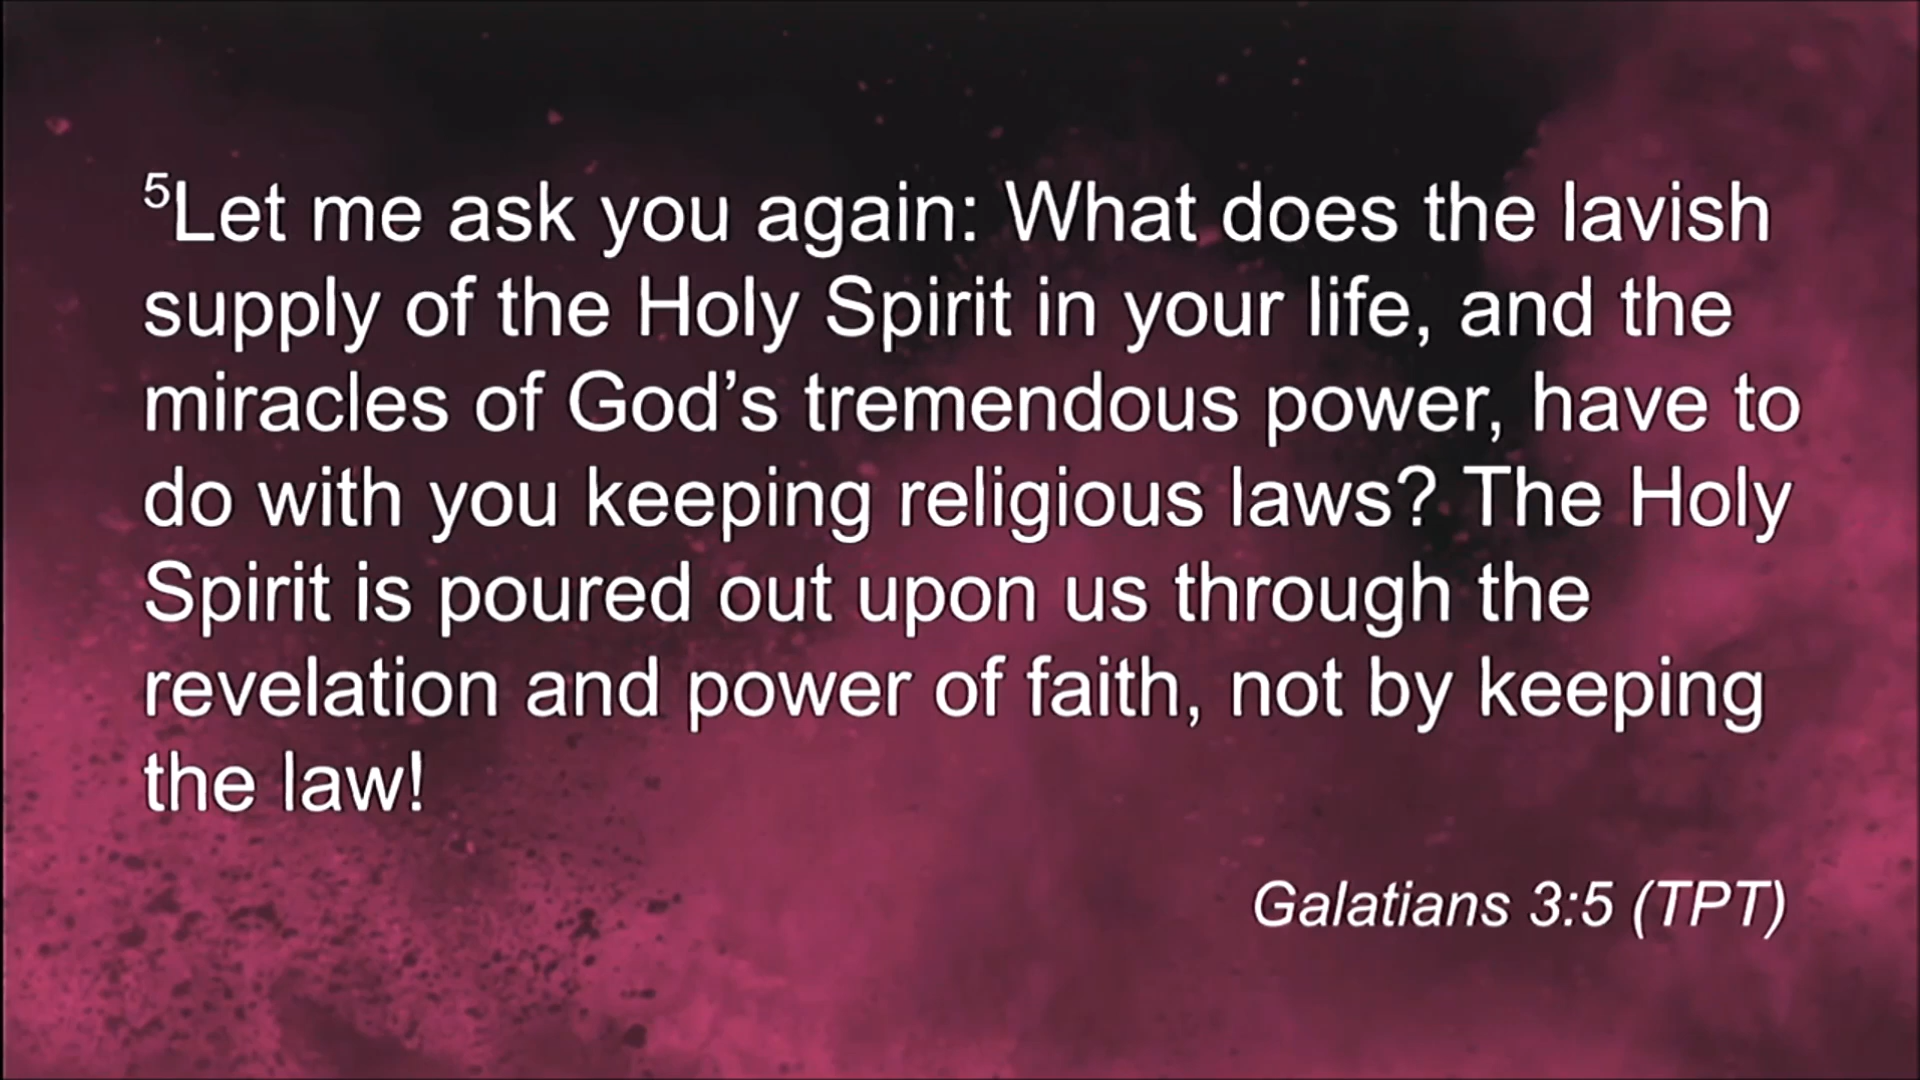 ⁵Let me ask you again: What does the lavish
supply of the Holy Spirit in your life, and the
miracles of God’s tremendous power, have to
do with you keeping religious laws? The Holy
Spirit is poured out upon us through the
revelation and power of faith, not by keeping
the law!
Galatians 3:5 (TPT)